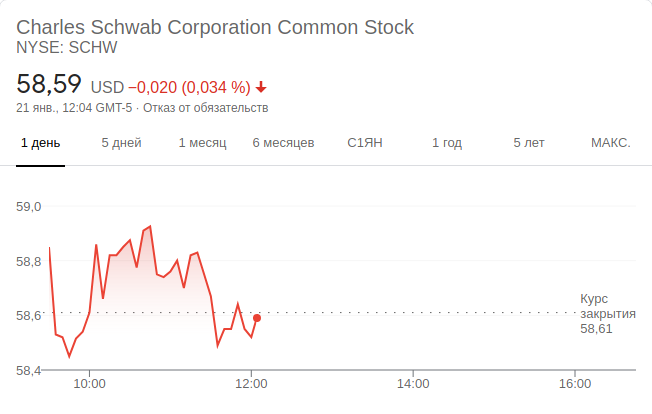 Charles Schwab Corporation Common Stock
NYSE: SCHW
58,59 USD −0,020 (0,034 %)
21 янв., 12:04 GMT-5 · Отказ от обязательств
1 день 5 дней 1 месяц 6 месяцев С1ЯН 1 год 5 лет МАКС.
59,0
58,8
58,6
58,4
Курс
закрытия
58,61
10:00 12:00 14:00 16:00